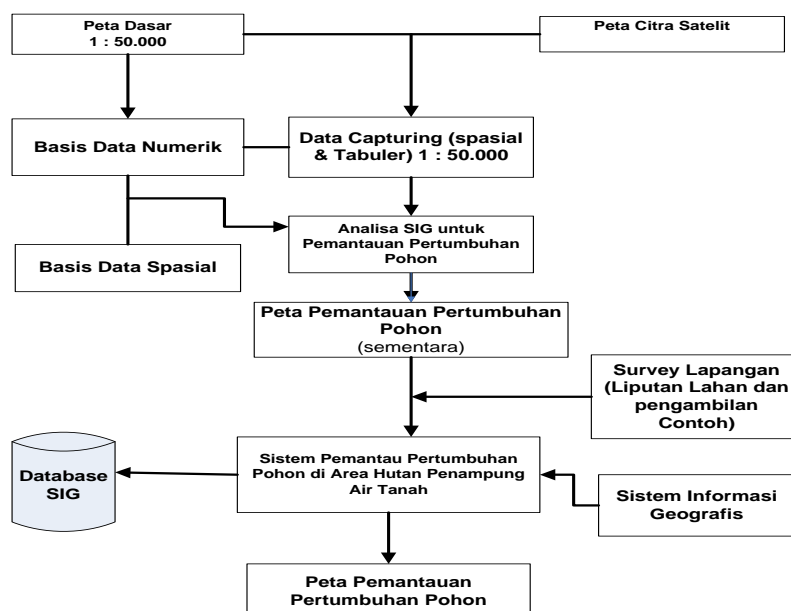 Peta Dasar
1 : 50.000
Peta Citra Satelit
Basis Data Numerik
Data Capturing (spasial
& Tabuler) 1 : 50.000
Analisa SIG untuk
Pemantauan Pertumbuhan
Pohon
Basis Data Spasial
Peta Pemantauan Pertumbuhan
Pohon
(sementara)
Survey Lapangan
(Liputan Lahan dan
pengambilan
Contoh)
Database
SIG
Sistem Pemantau Pertumbuhan
Pohon di Area Hutan Penampung
Air Tanah
Sistem Informasi
Geografis
Peta Pemantauan
Pertumbuhan Pohon